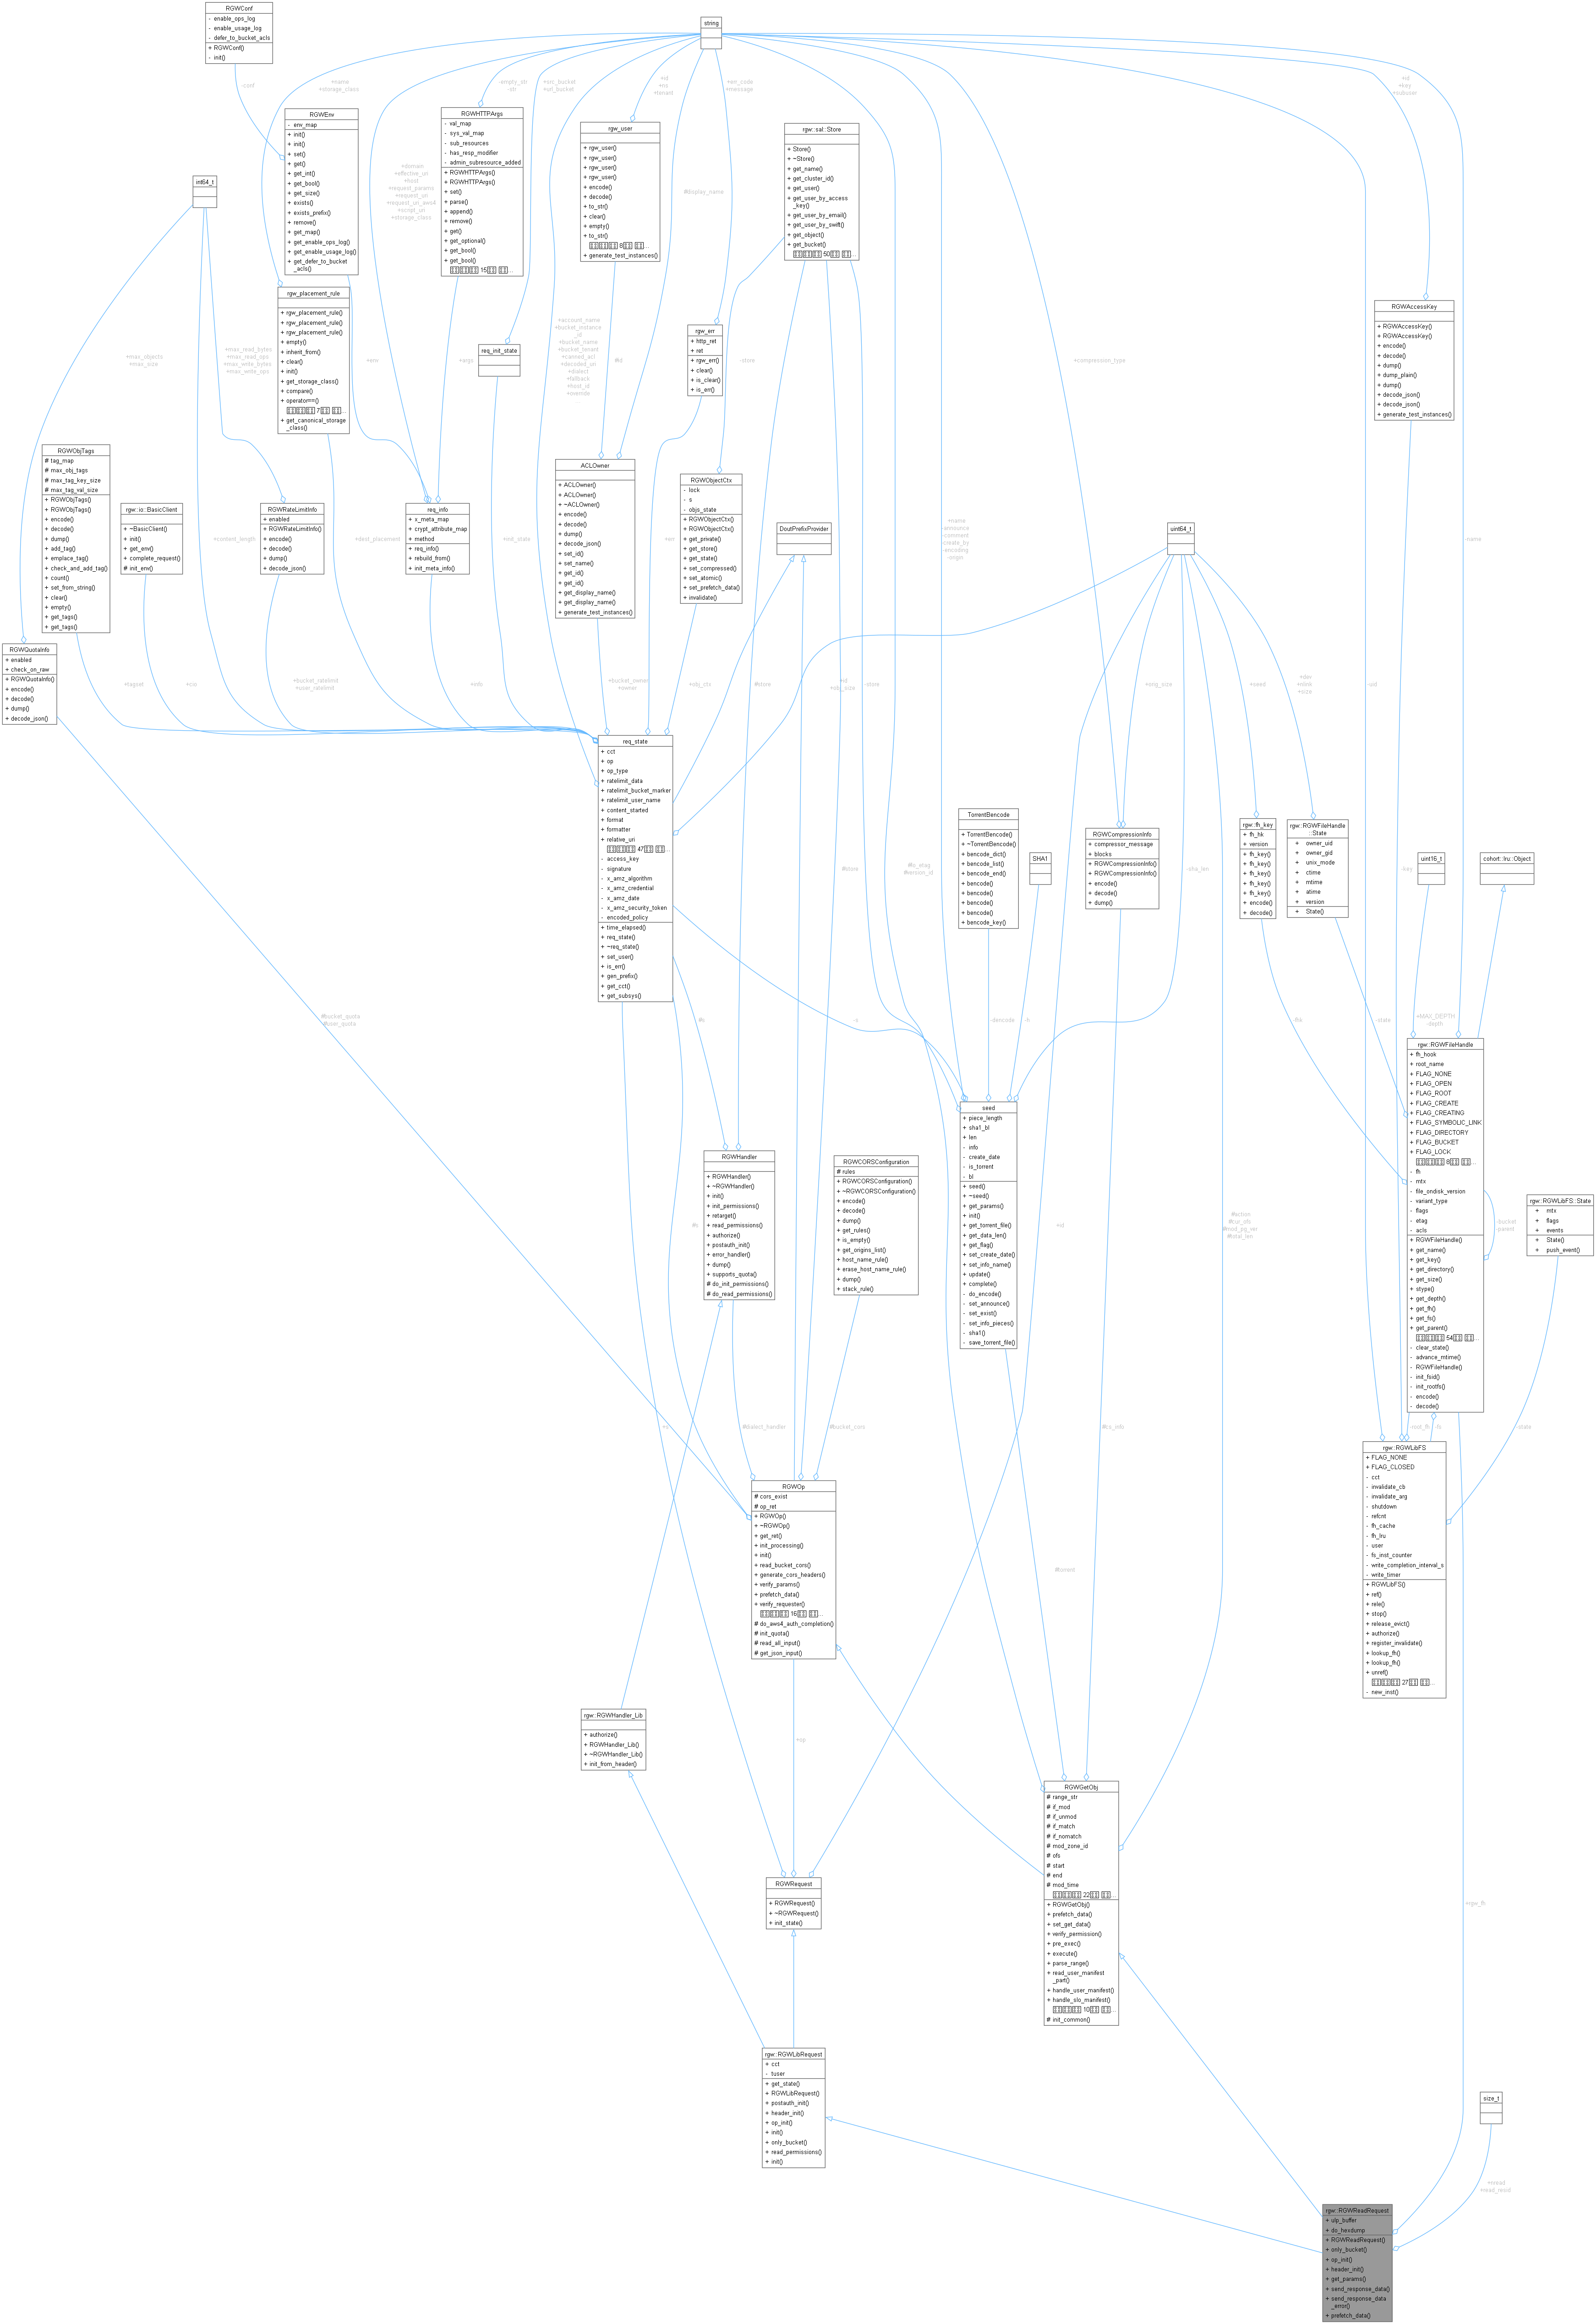 RGWConf
- enable_ops_log
- enable_usage_log
- defer_to_bucket_acls
+ RGWConf()
- init()
string
-conf
+name
+storage_class
-empty_str
-str
+src_bucket
+url_bucket
+id
+ns
+tenant
+err_code
+message
+id
+key
+subuser
RGWEnv
- env_map
+ init()
+ init()
+ set()
+ get()
+ get_int()
+ get_bool()
+ get_size()
+ exists()
+ exists_prefix()
+ remove()
+ get_map()
+ get_enable_ops_log()
+ get_enable_usage_log()
+ get_defer_to_bucket
_acls()
RGWHTTPArgs
- val_map
- sys_val_map
- sub_resources
- has_resp_modifier
- admin_subresource_added
+ RGWHTTPArgs()
+ RGWHTTPArgs()
+ set()
+ parse()
+ append()
+ remove()
+ get()
+ get_optional()
+ get_bool()
+ get_bool()
15
rgw_user
+ rgw_user()
+ rgw_user()
+ rgw_user()
+ rgw_user()
+ encode()
+ decode()
+ to_str()
+ clear()
+ empty()
+ to_str()
8
+ generate_test_instances()
rgw::sal::Store
+ Store()
+ ~Store()
+ get_name()
+ get_cluster_id()
+ get_user()
+ get_user_by_access
_key()
+ get_user_by_email()
+ get_user_by_swift()
+ get_object()
+ get_bucket()
50
int64_t
+domain
+effective_uri
+host
+request_params
+request_uri
+request_uri_aws4
+script_uri
+storage_class
#display_name
-name
rgw_placement_rule
+ rgw_placement_rule()
+ rgw_placement_rule()
+ rgw_placement_rule()
+ empty()
+ inherit_from()
+ clear()
+ init()
+ get_storage_class()
+ compare()
+ operator==()
7
+ get_canonical_storage
_class()
req_init_state
rgw_err
+ http_ret
+ ret
+ rgw_err()
+ clear()
+ is_clear()
+ is_err()
RGWAccessKey
+ RGWAccessKey()
+ RGWAccessKey()
+ encode()
+ decode()
+ dump()
+ dump_plain()
+ dump()
+ decode_json()
+ decode_json()
+ generate_test_instances()
+max_objects
+max_size
+max_read_bytes
+max_read_ops
+max_write_bytes
+max_write_ops
+env
+args
+account_name
+bucket_instance
_id
+bucket_name
+bucket_tenant
+canned_acl
+decoded_uri
+dialect
+fallback
+host_id
+override
#id
-store
+compression_type
RGWObjTags
# tag_map
# max_obj_tags
# max_tag_key_size
# max_tag_val_size
+ RGWObjTags()
+ RGWObjTags()
+ encode()
+ decode()
+ dump()
+ add_tag()
+ emplace_tag()
+ check_and_add_tag()
+ count()
+ set_from_string()
+ clear()
+ empty()
+ get_tags()
+ get_tags()
rgw::io::BasicClient
+ ~BasicClient()
+ init()
+ get_env()
+ complete_request()
# init_env()
RGWRateLimitInfo
+ enabled
+ RGWRateLimitInfo()
+ encode()
+ decode()
+ dump()
+ decode_json()
req_info
+ x_meta_map
+ crypt_attribute_map
+ method
+ req_info()
+ rebuild_from()
+ init_meta_info()
ACLOwner
+ ACLOwner()
+ ACLOwner()
+ ~ACLOwner()
+ encode()
+ decode()
+ dump()
+ decode_json()
+ set_id()
+ set_name()
+ get_id()
+ get_id()
+ get_display_name()
+ get_display_name()
+ generate_test_instances()
RGWObjectCtx
- lock
- s
- objs_state
+ RGWObjectCtx()
+ RGWObjectCtx()
+ get_private()
+ get_store()
+ get_state()
+ set_compressed()
+ set_atomic()
+ set_prefetch_data()
+ invalidate()
DoutPrefixProvider
uint64_t
+content_length
+dest_placement
+init_state
+err
+name
-announce
-comment
-create_by
-encoding
-origin
RGWQuotaInfo
+ enabled
+ check_on_raw
+ RGWQuotaInfo()
+ encode()
+ decode()
+ dump()
+ decode_json()
+tagset
+cio
+bucket_ratelimit
+user_ratelimit
+info
+bucket_owner
+owner
+obj_ctx
#store
+id
+obj_size
-store
+orig_size
+seed
+dev
+nlink
+size
-uid
req_state
+ cct
+ op
+ op_type
+ ratelimit_data
+ ratelimit_bucket_marker
+ ratelimit_user_name
+ content_started
+ format
+ formatter
+ relative_uri
47
- access_key
- signature
- x_amz_algorithm
- x_amz_credential
- x_amz_date
- x_amz_security_token
- encoded_policy
+ time_elapsed()
+ req_state()
+ ~req_state()
+ set_user()
+ is_err()
+ gen_prefix()
+ get_cct()
+ get_subsys()
#store
#lo_etag
#version_id
TorrentBencode
+ TorrentBencode()
+ ~TorrentBencode()
+ bencode_dict()
+ bencode_list()
+ bencode_end()
+ bencode()
+ bencode()
+ bencode()
+ bencode()
+ bencode_key()
SHA1
RGWCompressionInfo
+ compressor_message
+ blocks
+ RGWCompressionInfo()
+ RGWCompressionInfo()
+ encode()
+ decode()
+ dump()
-sha_len
rgw::fh_key
+ fh_hk
+ version
+ fh_key()
+ fh_key()
+ fh_key()
+ fh_key()
+ fh_key()
+ encode()
+ decode()
rgw::RGWFileHandle
::State
+ owner_uid
+ owner_gid
+ unix_mode
+ ctime
+ mtime
+ atime
+ version
+ State()
-key
uint16_t
cohort::lru::Object
#bucket_quota
#user_quota
#s
-s
-dencode
-h
-fhk
-state
+MAU_DEPTH
-depth
rgw::RGWFileHandle
+ fh_hook
+ root_name
+ FLAG_NONE
+ FLAG_OPEN
+ FLAG_ROOT
+ FLAG_CREATE
+ FLAG_CREATING
+ FLAG_SYMBOLIC_LINK
+ FLAG_DIRECTORY
+ FLAG_BUCKET
+ FLAG_LOCK
8
- fh
- mtx
- file_ondisk_version
- variant_type
- flags
- etag
- acls
+ RGWFileHandle()
+ get_name()
+ get_key()
+ get_directory()
+ get_size()
+ stype()
+ get_depth()
+ get_fh()
+ get_fs()
+ get_parent()
54
- clear_state()
- advance_mtime()
- RGWFileHandle()
- init_fsid()
- init_rootfs()
- encode()
- decode()
-bucket
-parent
rgw::RGWLibFS::State
+ mtx
+ flags
+ events
+ State()
+ push_event()
seed
+ piece_length
+ sha1_bl
+ len
- info
- create_date
- is_torrent
- bl
+ seed()
+ ~seed()
+ get_params()
+ init()
+ get_torrent_file()
+ get_data_len()
+ get_flag()
+ set_create_date()
+ set_info_name()
+ update()
+ complete()
- do_encode()
- set_announce()
- set_exist()
- set_info_pieces()
- sha1()
- save_torrent_file()
RGWHandler
+ RGWHandler()
+ ~RGWHandler()
+ init()
+ init_permissions()
+ retarget()
+ read_permissions()
+ authorize()
+ postauth_init()
+ error_handler()
+ dump()
+ supports_quota()
# do_init_permissions()
# do_read_permissions()
RGWCORSConfiguration
# rules
+ RGWCORSConfiguration()
+ ~RGWCORSConfiguration()
+ encode()
+ decode()
+ dump()
+ get_rules()
+ is_empty()
+ get_origins_list()
+ host_name_rule()
+ erase_host_name_rule()
+ dump()
+ stack_rule()
#s
+id
#action
#cur_ofs
#mod_pg_ver
#total_len
+s
#dialect_handler
#bucket_cors
#cs_info
-root_fh
-fs
-state
rgw::RGWLibFS
+ FLAG_NONE
+ FLAG_CLOSED
- cct
- invalidate_cb
- invalidate_arg
- shutdown
- refcnt
- fh_cache
- fh_lru
- user
- fs_inst_counter
- write_completion_interval_s
- write_timer
+ RGWLibFS()
+ ref()
+ rele()
+ stop()
+ release_evict()
+ authorize()
+ register_invalidate()
+ lookup_fh()
+ lookup_fh()
+ unref()
27
- new_inst()
RGWOp
# cors_exist
# op_ret
+ RGWOp()
+ ~RGWOp()
+ get_ret()
+ init_processing()
+ init()
+ read_bucket_cors()
+ generate_cors_headers()
+ verify_params()
+ prefetch_data()
+ verify_requester()
16
# do_aws4_auth_completion()
# init_quota()
# read_all_input()
# get_json_input()
#torrent
rgw::RGWHandler_Lib
+ authorize()
+ RGWHandler_Lib()
+ ~RGWHandler_Lib()
+ init_from_header()
+op
RGWGetObj
# range_str
# if_mod
# if_unmod
# if_match
# if_nomatch
# mod_zone_id
# ofs
# start
# end
# mod_time
22
+ RGWGetObj()
+ prefetch_data()
+ set_get_data()
+ verify_permission()
+ pre_exec()
+ execute()
+ parse_range()
+ read_user_manifest
_part()
+ handle_user_manifest()
+ handle_slo_manifest()
10
# init_common()
RGWRequest
+ RGWRequest()
+ ~RGWRequest()
+ init_state()
+rgw_fh
rgw::RGWLibRequest
+ cct
- tuser
+ get_state()
+ RGWLibRequest()
+ postauth_init()
+ header_init()
+ op_init()
+ init()
+ only_bucket()
+ read_permissions()
+ init()
size_t
+nread
+read_resid
rgw::RGWReadRequest
+ ulp_buffer
+ do_hexdump
+ RGWReadRequest()
+ only_bucket()
+ op_init()
+ header_init()
+ get_params()
+ send_response_data()
+ send_response_data
_error()
+ prefetch_data()